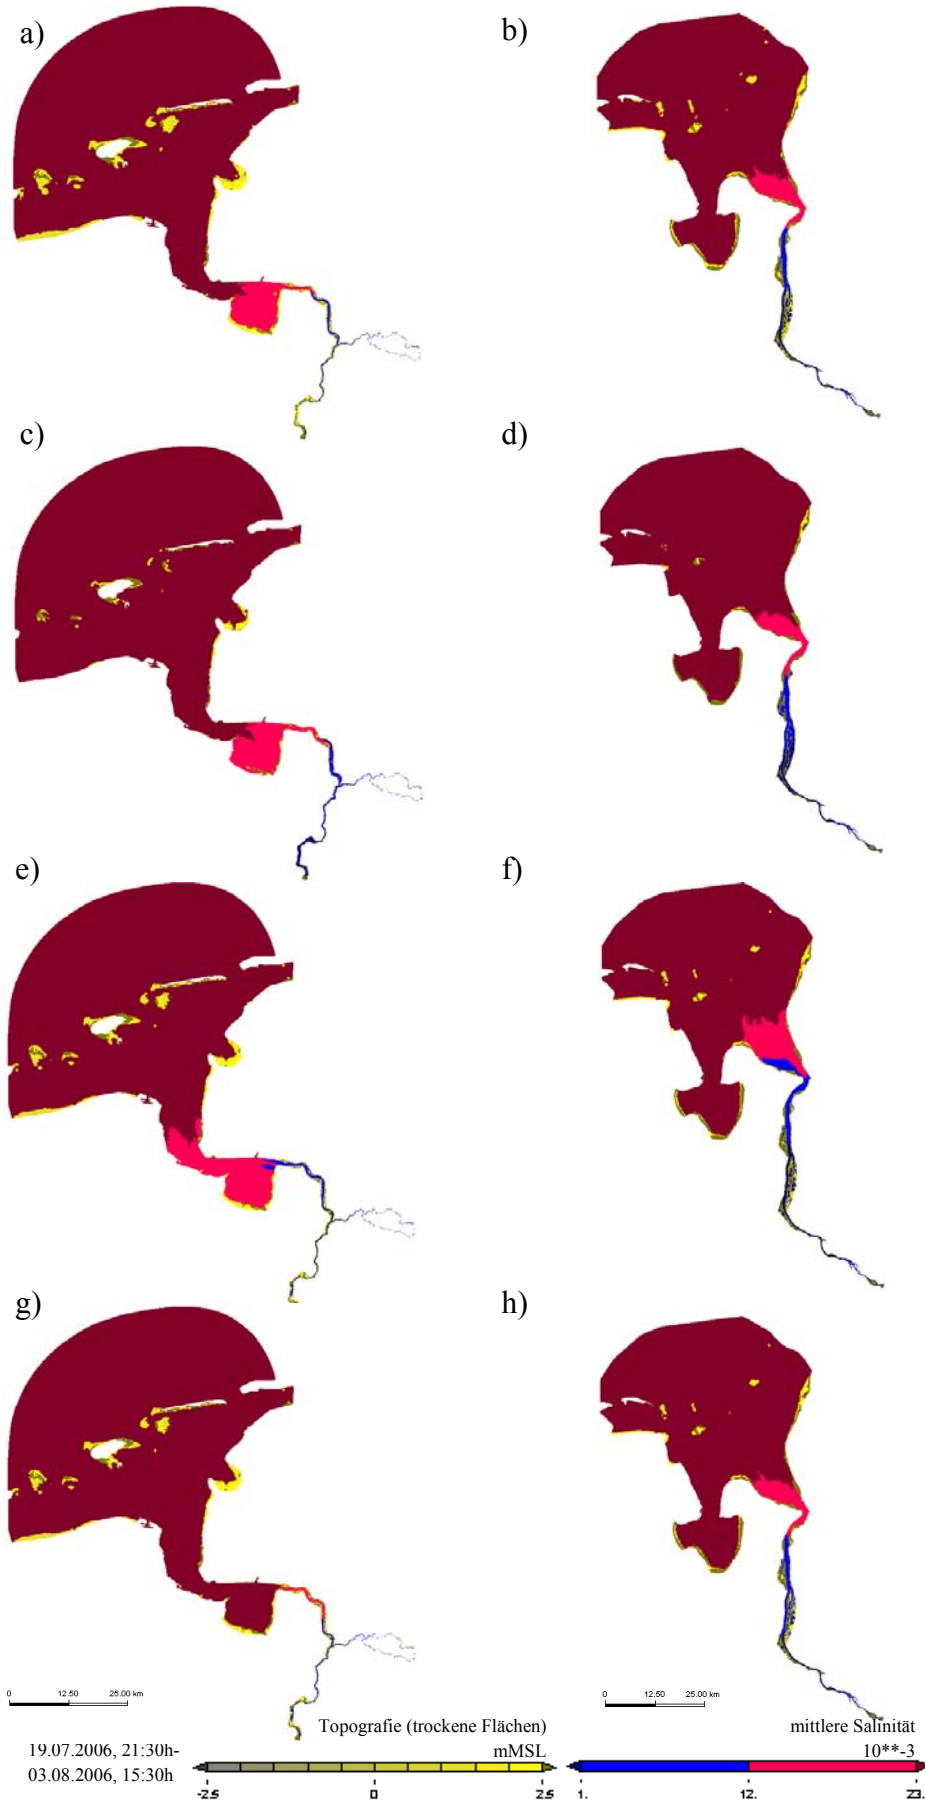 a)
b)
c)
d)
e)
f)
g)
h)
0 12.50 25.00 km
0 12.50 25.00 km
Topografie (trockene Flächen)
mMSL
mittlere Salinität
10**-3
19.07.2006, 21:30h-
03.08.2006, 15:30h
-2.5 0 2.5
1. 12. 23.